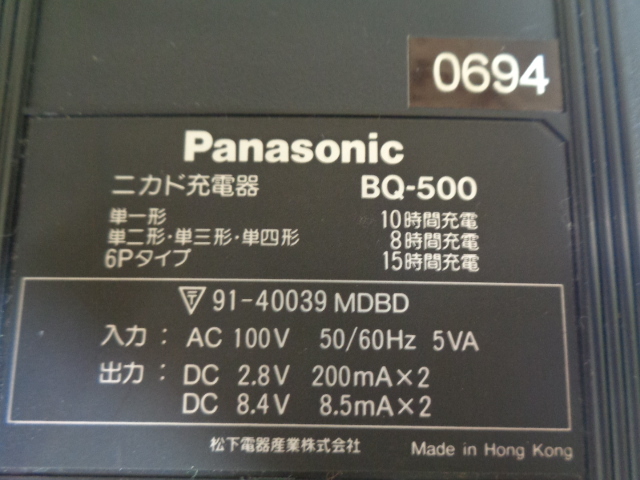 0694
Panasonic
ニカド充電器 BQ-500
単一形 10時間充電
単二形・単三形・単四形 8時間充電
6Pタイプ 15時間充電
91-40039 MDBD
入力: AC 100V 50/60Hz 5VA
出力: DC 2.8V 200mA×2
DC 8.4V 8.5mA×2
松下電器産業株式会社 Made in Hong Kong